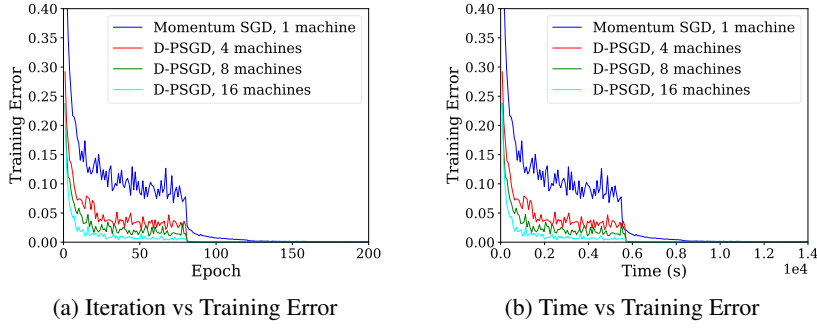 0.40
0.35
0.30
0.25
0.20
0.15
0.10
0.05
0.00
Training Error
Momentum SGD, 1 machine
D-PSGD, 4 machines
D-PSGD, 8 machines
D-PSGD, 16 machines
0 50 100 150 200
Epoch
(a) Iteration vs Training Error
0.40
0.35
0.30
0.25
0.20
0.15
0.10
0.05
0.00
Training Error
Momentum SGD, 1 machine
D-PSGD, 4 machines
D-PSGD, 8 machines
D-PSGD, 16 machines
0.0 0.2 0.4 0.6 0.8 1.0 1.2 1.4
Time (s)
1e4
(b) Time vs Training Error